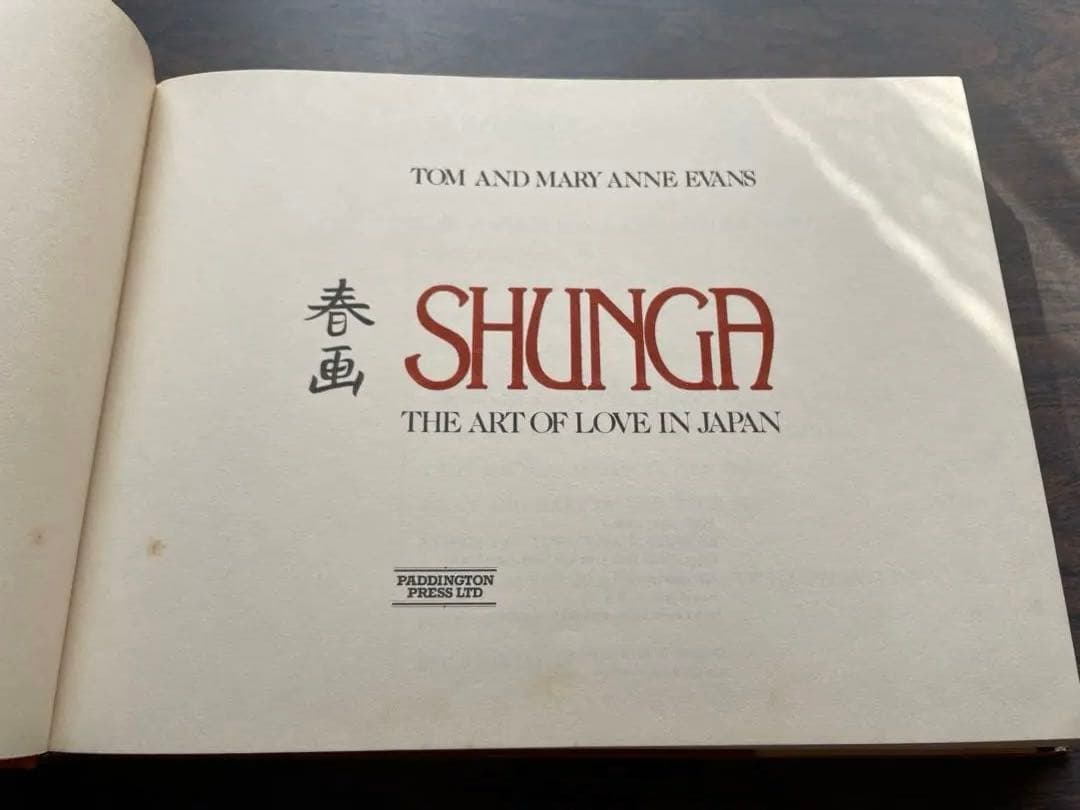 TOM AND MARY ANNE EVANS
春画
SHUNGA
THE ART OF LOVE IN JAPAN
PADDINGTON
PRESS LTD